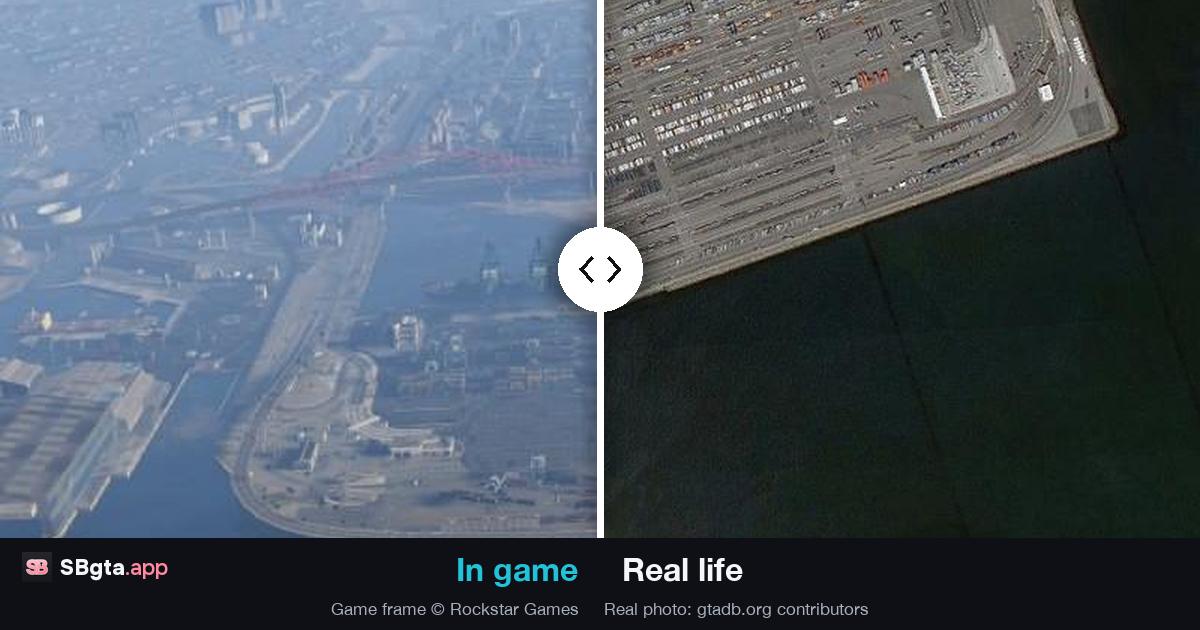 SB SBgta.app
In game Real life
Game frame © Rockstar Games Real photo: gtadb.org contributors